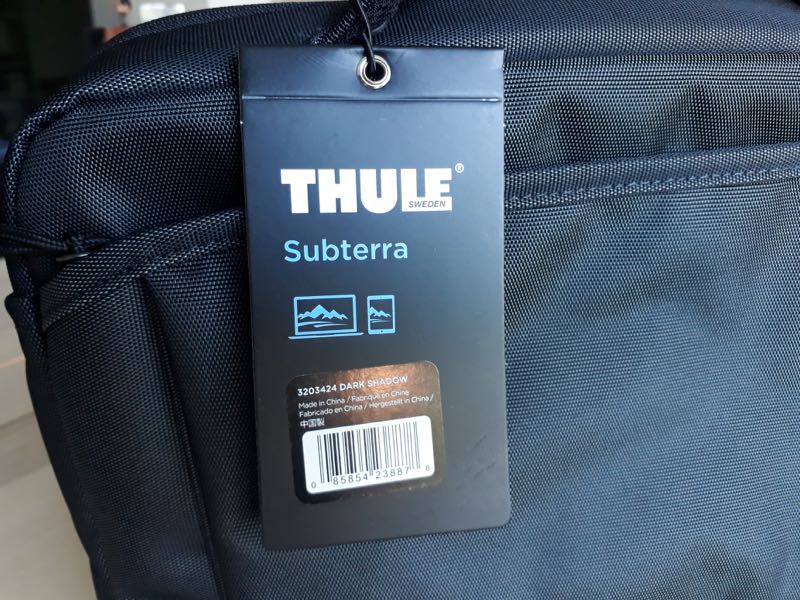 THULE®
SWEDEN
Subterra
3203424 DARK SHADOW
Made in China / Fabriqué en Chine
Fabricado en China / Hergestellt in China /
中国製
0 85854 23887 8